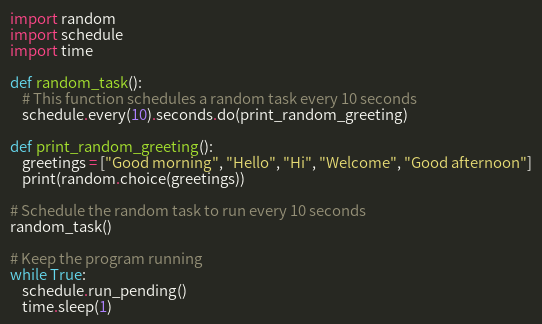 import random
import schedule
import time

def random_task():
    # This function schedules a random task every 10 seconds
    schedule.every(10).seconds.do(print_random_greeting)

def print_random_greeting():
    greetings = ["Good morning", "Hello", "Hi", "Welcome", "Good afternoon"]
    print(random.choice(greetings))

# Schedule the random task to run every 10 seconds
random_task()

# Keep the program running
while True:
    schedule.run_pending()
    time.sleep(1)